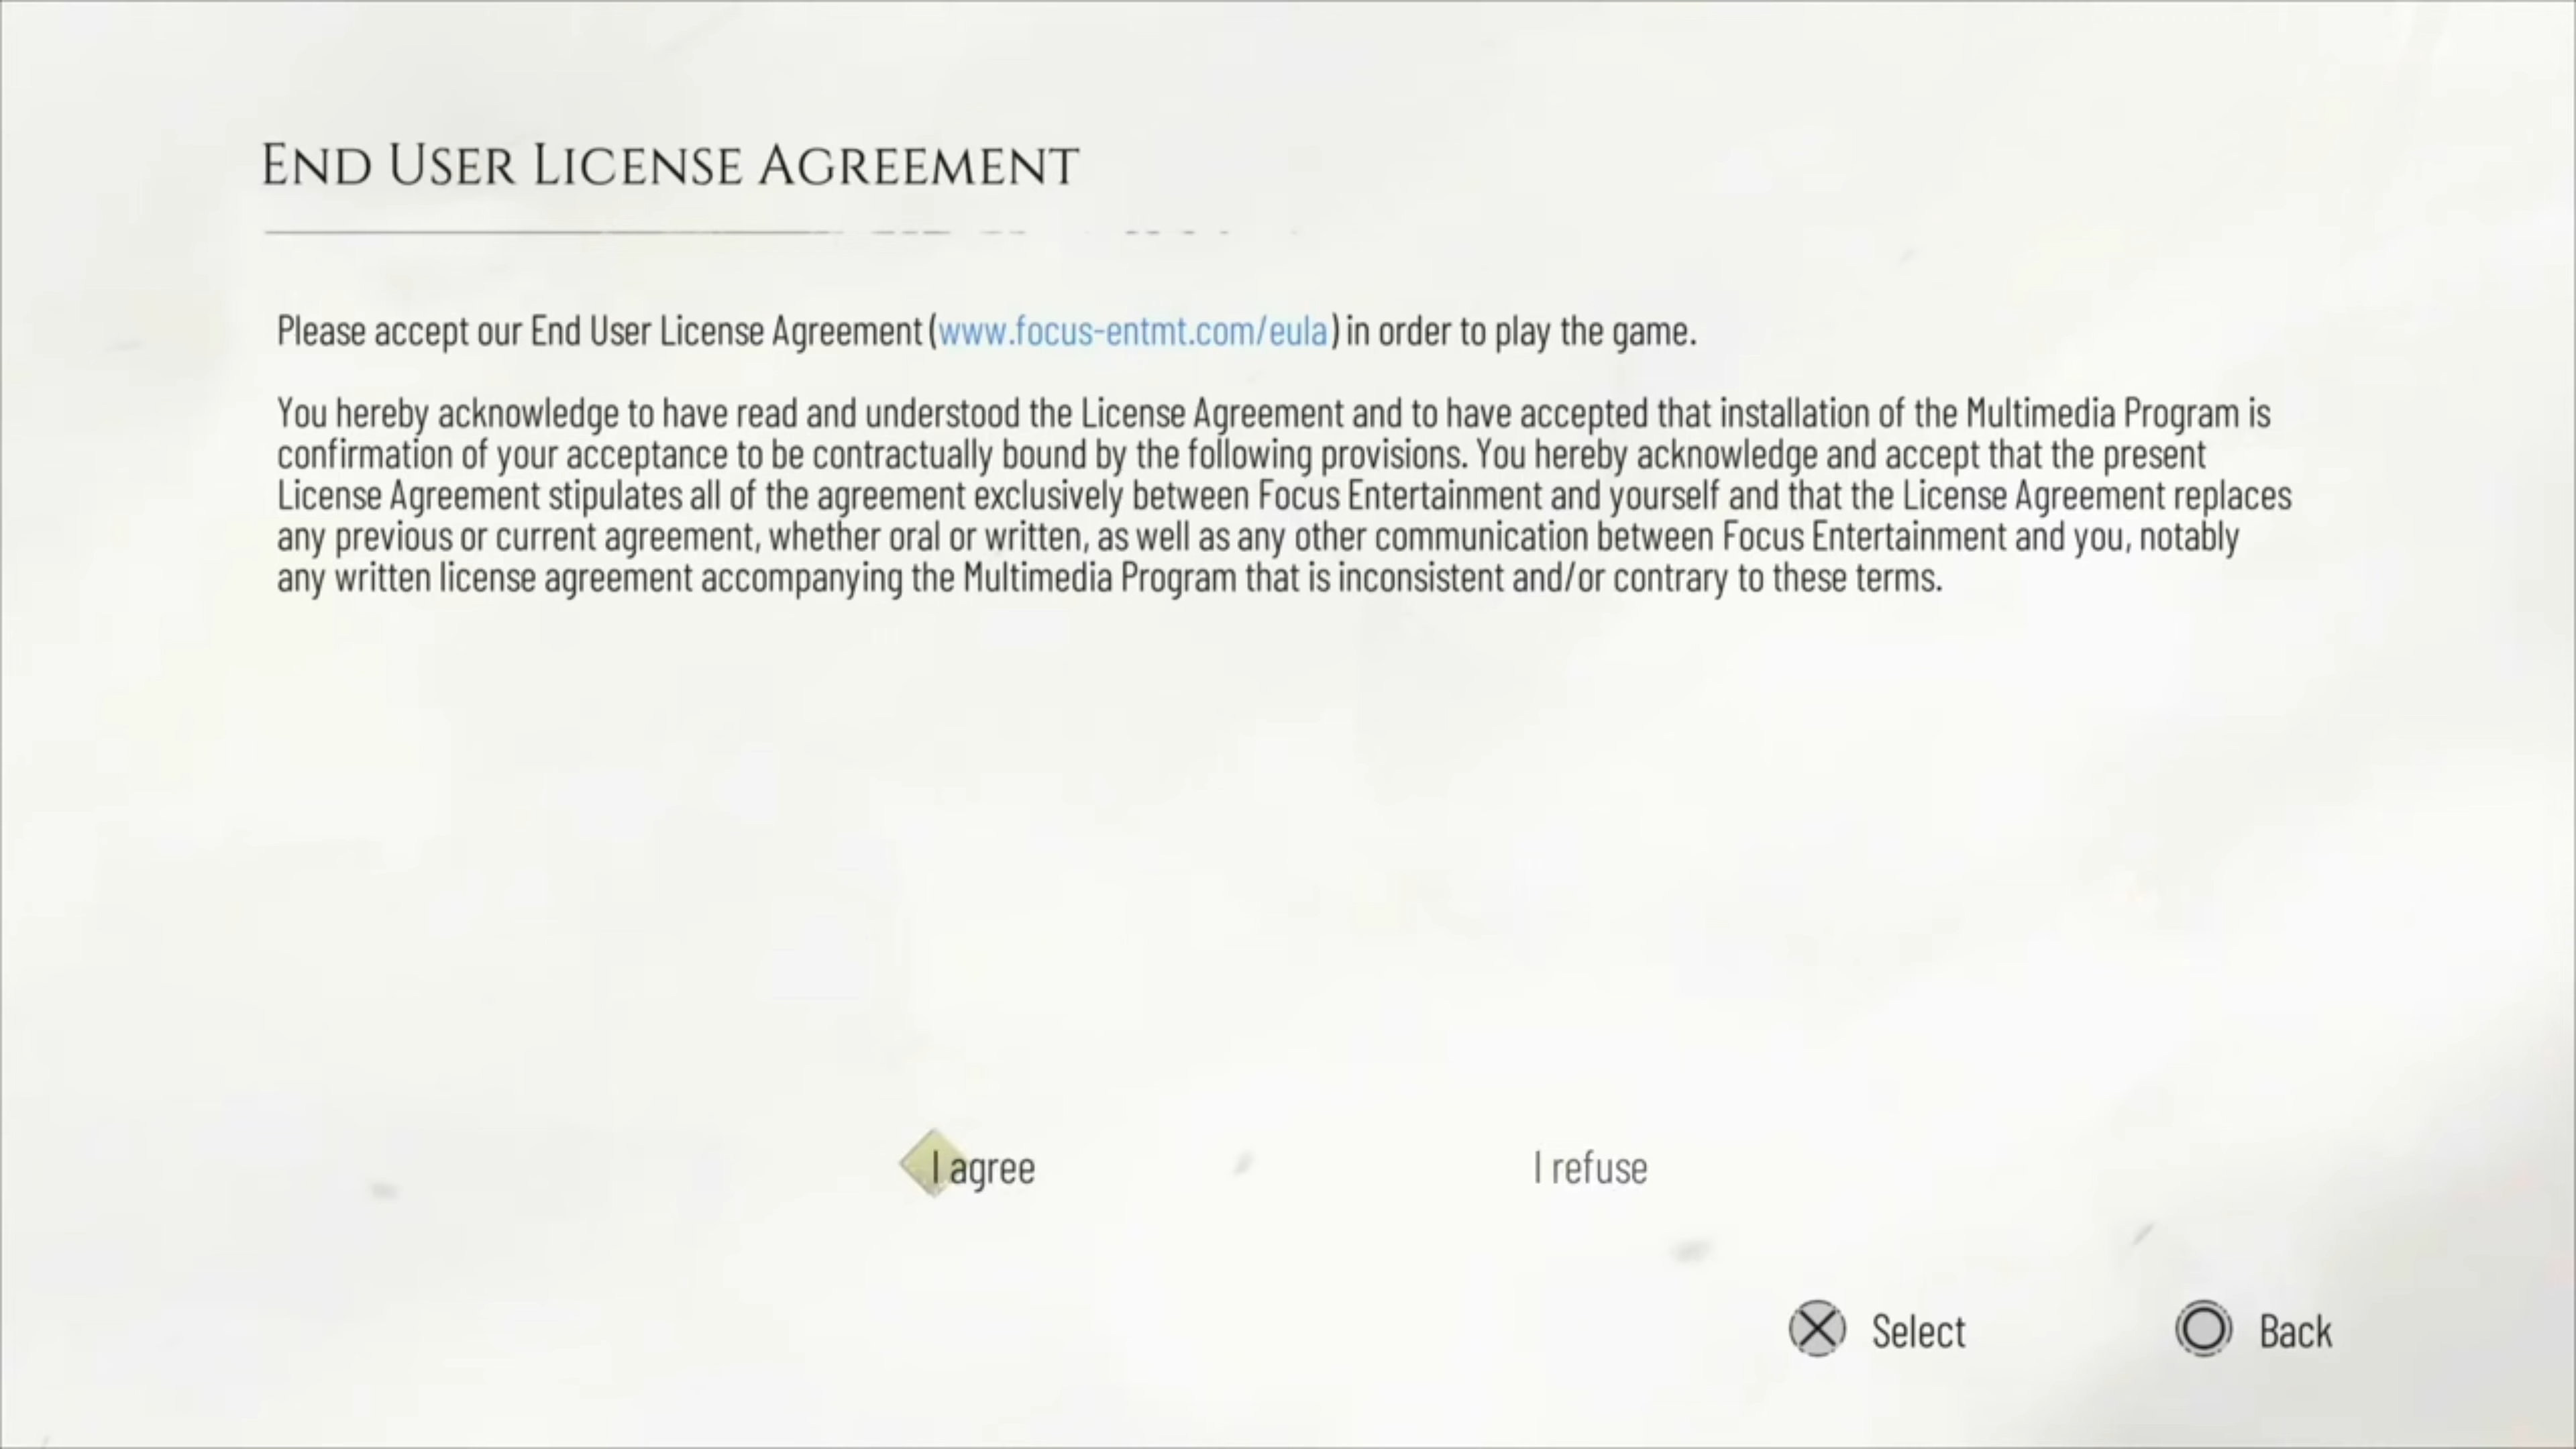 END USER LICENSE AGREEMENT
Please accept our End User License Agreement (www.focus-entmt.com/eula) in order to play the game.
You hereby acknowledge to have read and understood the License Agreement and to have accepted that installation of the Multimedia Program is
confirmation of your acceptance to be contractually bound by the following provisions. You hereby acknowledge and accept that the present
License Agreement stipulates all of the agreement exclusively between Focus Entertainment and yourself and that the License Agreement replaces
any previous or current agreement, whether oral or written, as well as any other communication between Focus Entertainment and you, notably
any written license agreement accompanying the Multimedia Program that is inconsistent and/or contrary to these terms.
I agree
I refuse
Select
Back